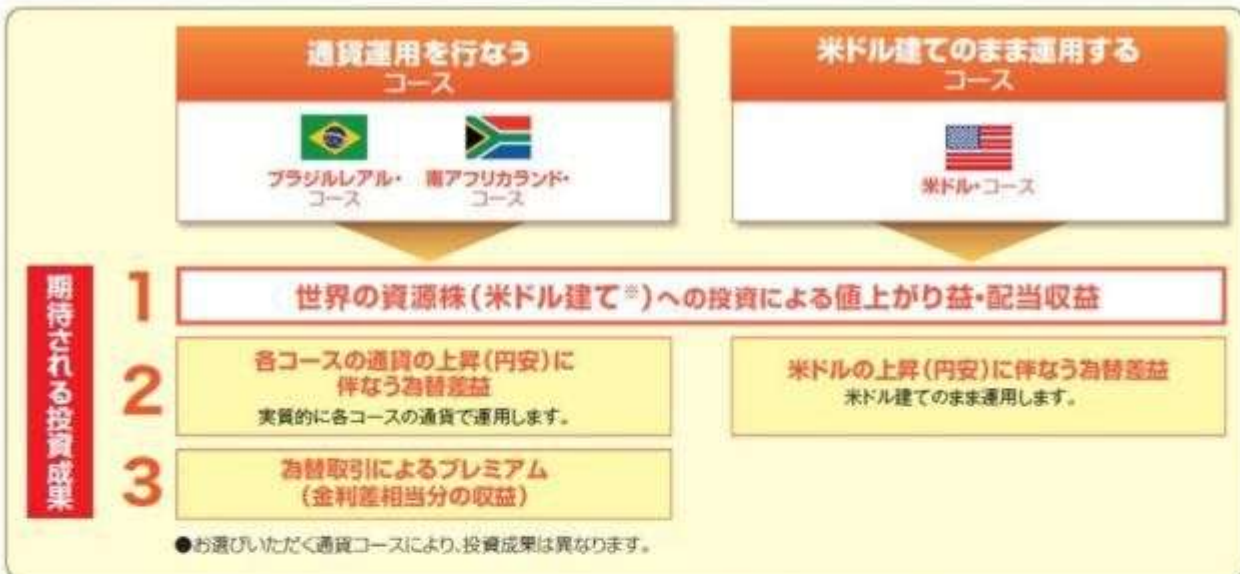 通貨運用を行なう
コース
米ドル建てのまま運用する
コース
ブラジルレアル・
コース
南アフリカランド・
コース
米ドル・コース
期待される投資成果
1
世界の資源株(米ドル建て※)への投資による値上がり益・配当収益
2
各コースの通貨の上昇(円安)に
伴なう為替差益
実質的に各コースの通貨で運用します。
米ドルの上昇(円安)に伴なう為替差益
米ドル建てのまま運用します。
3
為替取引によるプレミアム
(金利差相当分の収益)
●お選びいただく通貨コースにより、投資成果は異なります。